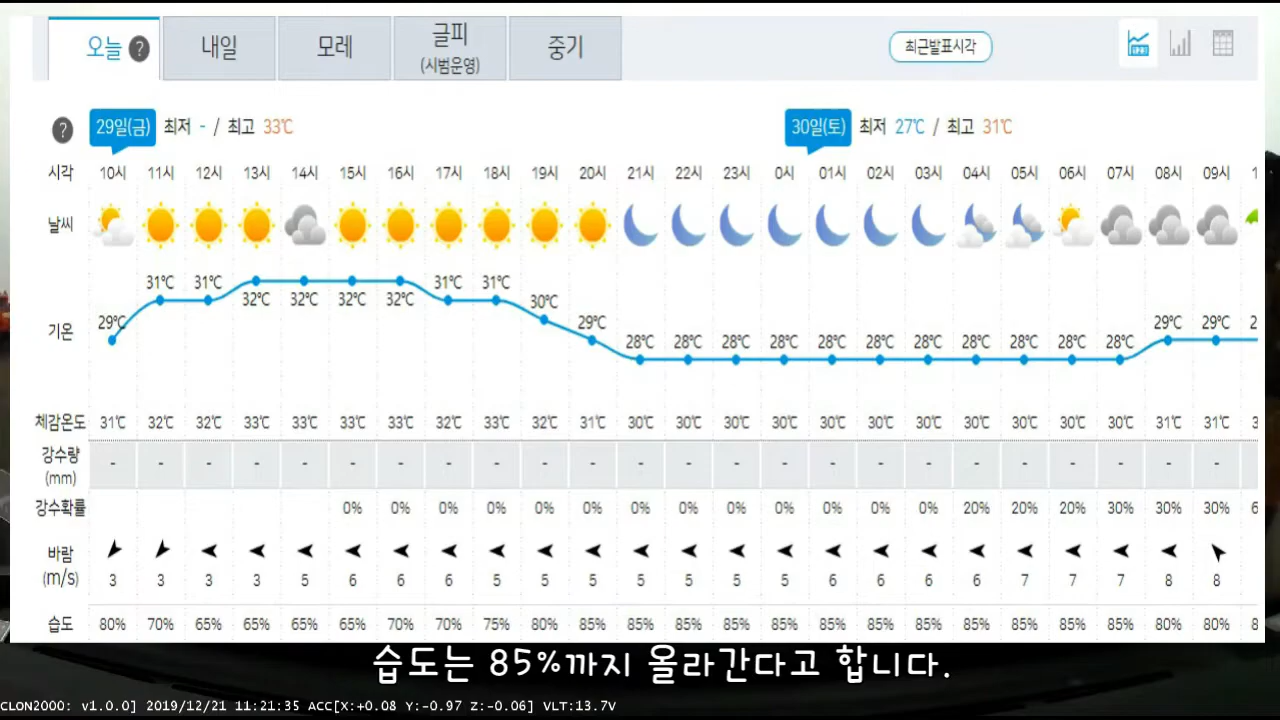 오늘 ? 내일 모레 글피 (시범운영) 중기 최근발표시각
? 29일(금) 최저 - / 최고 33℃ 30일(토) 최저 27℃ / 최고 31℃
시각 10시 11시 12시 13시 14시 15시 16시 17시 18시 19시 20시 21시 22시 23시 0시 01시 02시 03시 04시 05시 06시 07시 08시 09시
날씨
기온 29℃ 31℃ 31℃ 32℃ 32℃ 32℃ 32℃ 31℃ 31℃ 30℃ 29℃ 28℃ 28℃ 28℃ 28℃ 28℃ 28℃ 28℃ 28℃ 28℃ 28℃ 28℃ 29℃ 29℃
체감온도 31℃ 32℃ 32℃ 33℃ 33℃ 33℃ 33℃ 32℃ 33℃ 32℃ 31℃ 30℃ 30℃ 30℃ 30℃ 30℃ 30℃ 30℃ 30℃ 30℃ 30℃ 30℃ 31℃ 31℃
강수량 (mm) - - - - - - - - - - - - - - - - - - - - - - - -
강수확률 0% 0% 0% 0% 0% 0% 0% 0% 0% 0% 0% 0% 0% 20% 20% 20% 30% 30% 30%
바람 (m/s) 3 3 3 3 5 6 6 6 5 5 5 5 5 5 5 6 6 6 6 7 7 7 8 8
습도 80% 70% 65% 65% 65% 65% 70% 70% 75% 80% 85% 85% 85% 85% 85% 85% 85% 85% 85% 85% 85% 85% 80% 80%
습도는 85%까지 올라간다고 합니다.
CLON2000: v1.0.0] 2019/12/21 11:21:35 ACC[X:+0.08 Y:-0.97 Z:-0.06] VLT:13.7V